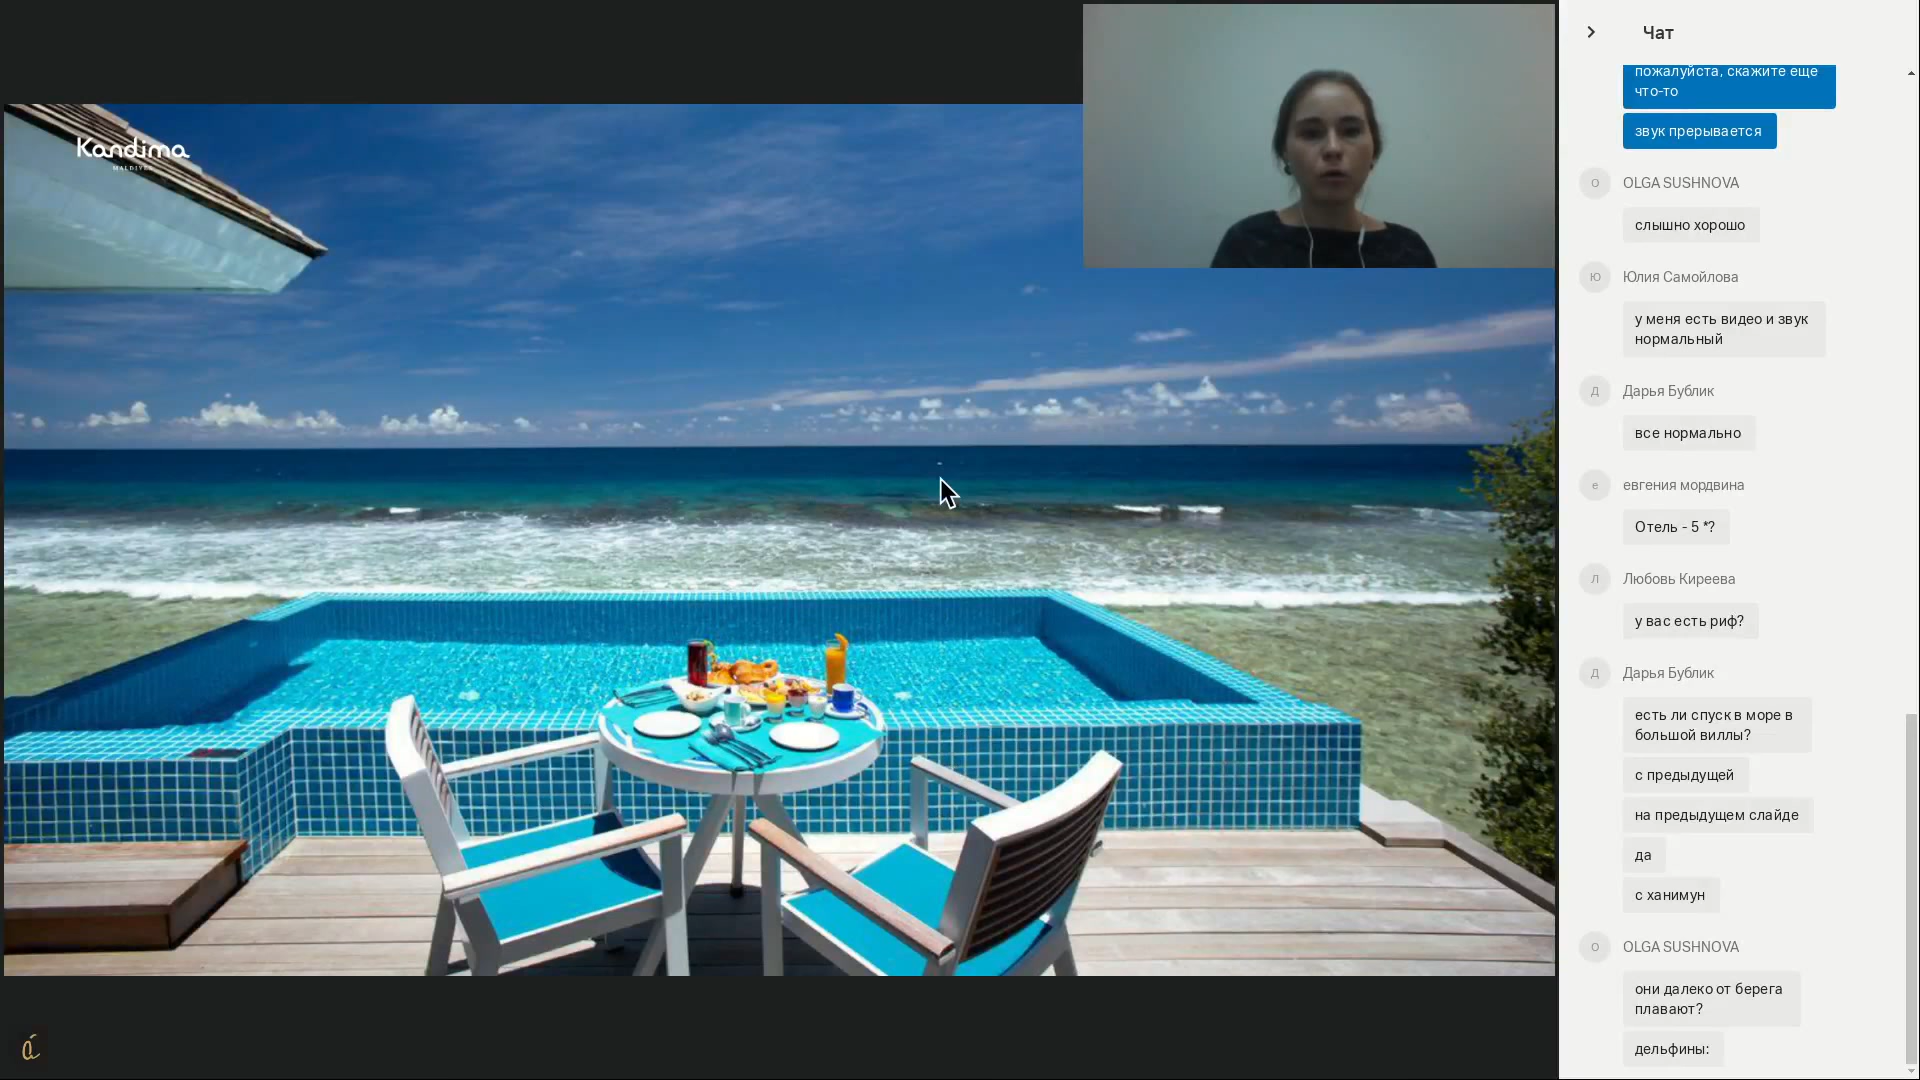 Kandima
MALDIVES
á
Чат
пожалуйста, скажите еще
что-то
звук прерывается
О
OLGA SUSHNOVA
слышно хорошо
Ю
Юлия Самойлова
у меня есть видео и звук
нормальный
Д
Дарья Бублик
все нормально
е
евгения мордвина
Отель - 5 *?
Л
Любовь Киреева
у вас есть риф?
Д
Дарья Бублик
есть ли спуск в море в
большой виллы?
с предыдущей
на предыдущем слайде
да
с ханимун
О
OLGA SUSHNOVA
они далеко от берега
плавают?
дельфины: